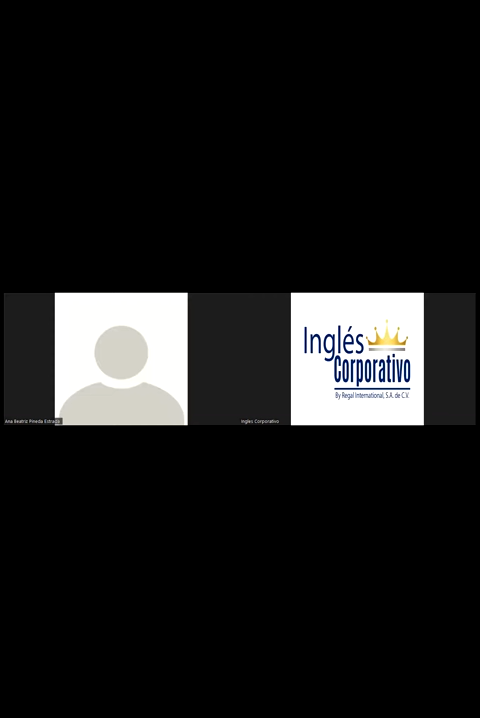 Inglés
Corporativo
By Regal International, S.A. de C.V.
Ana Beatriz Pineda Estrada
Ingles Corporativo